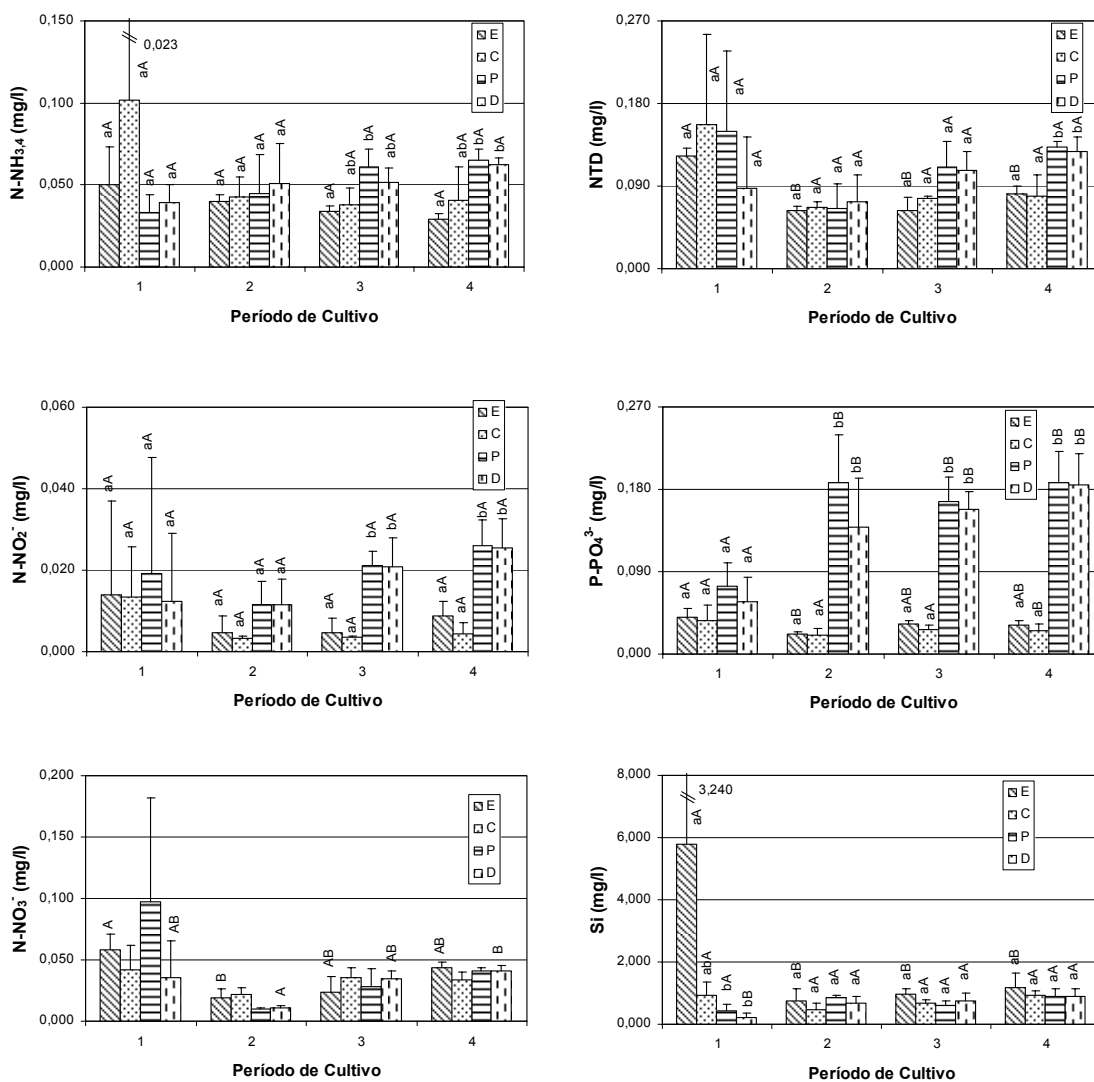 N-NH3,4 (mg/l)
0,150
0,100
0,050
0,000
0,023
aA aA aA aA
aA aA aA aA
aA abA bA abA
aA abA bA bA
E
C
P
D
1 2 3 4
Período de Cultivo
NTD (mg/l)
0,270
0,180
0,090
0,000
aA aA aA aA
aB aA aA aA
aB aA aA aA
aB aA bA bA
E
C
P
D
1 2 3 4
Período de Cultivo
N-NO2- (mg/l)
0,060
0,040
0,020
0,000
aA aA aA aA
aA aA aA aA
aA aA bA bA
aA aA bA bA
E
C
P
D
1 2 3 4
Período de Cultivo
P-PO43- (mg/l)
0,270
0,180
0,090
0,000
aA aA aA aA
aB aA bB bB
aAB aA bB bB
aAB aB bB bB
E
C
P
D
1 2 3 4
Período de Cultivo
N-NO3- (mg/l)
0,200
0,150
0,100
0,050
0,000
A AB
B A
AB AB
AB B
E
C
P
D
1 2 3 4
Período de Cultivo
Si (mg/l)
8,000
6,000
4,000
2,000
0,000
3,240
aA abA bA bB
aB aA aA aA
aB aA aA aA
aB aA aA aA
E
C
P
D
1 2 3 4
Período de Cultivo